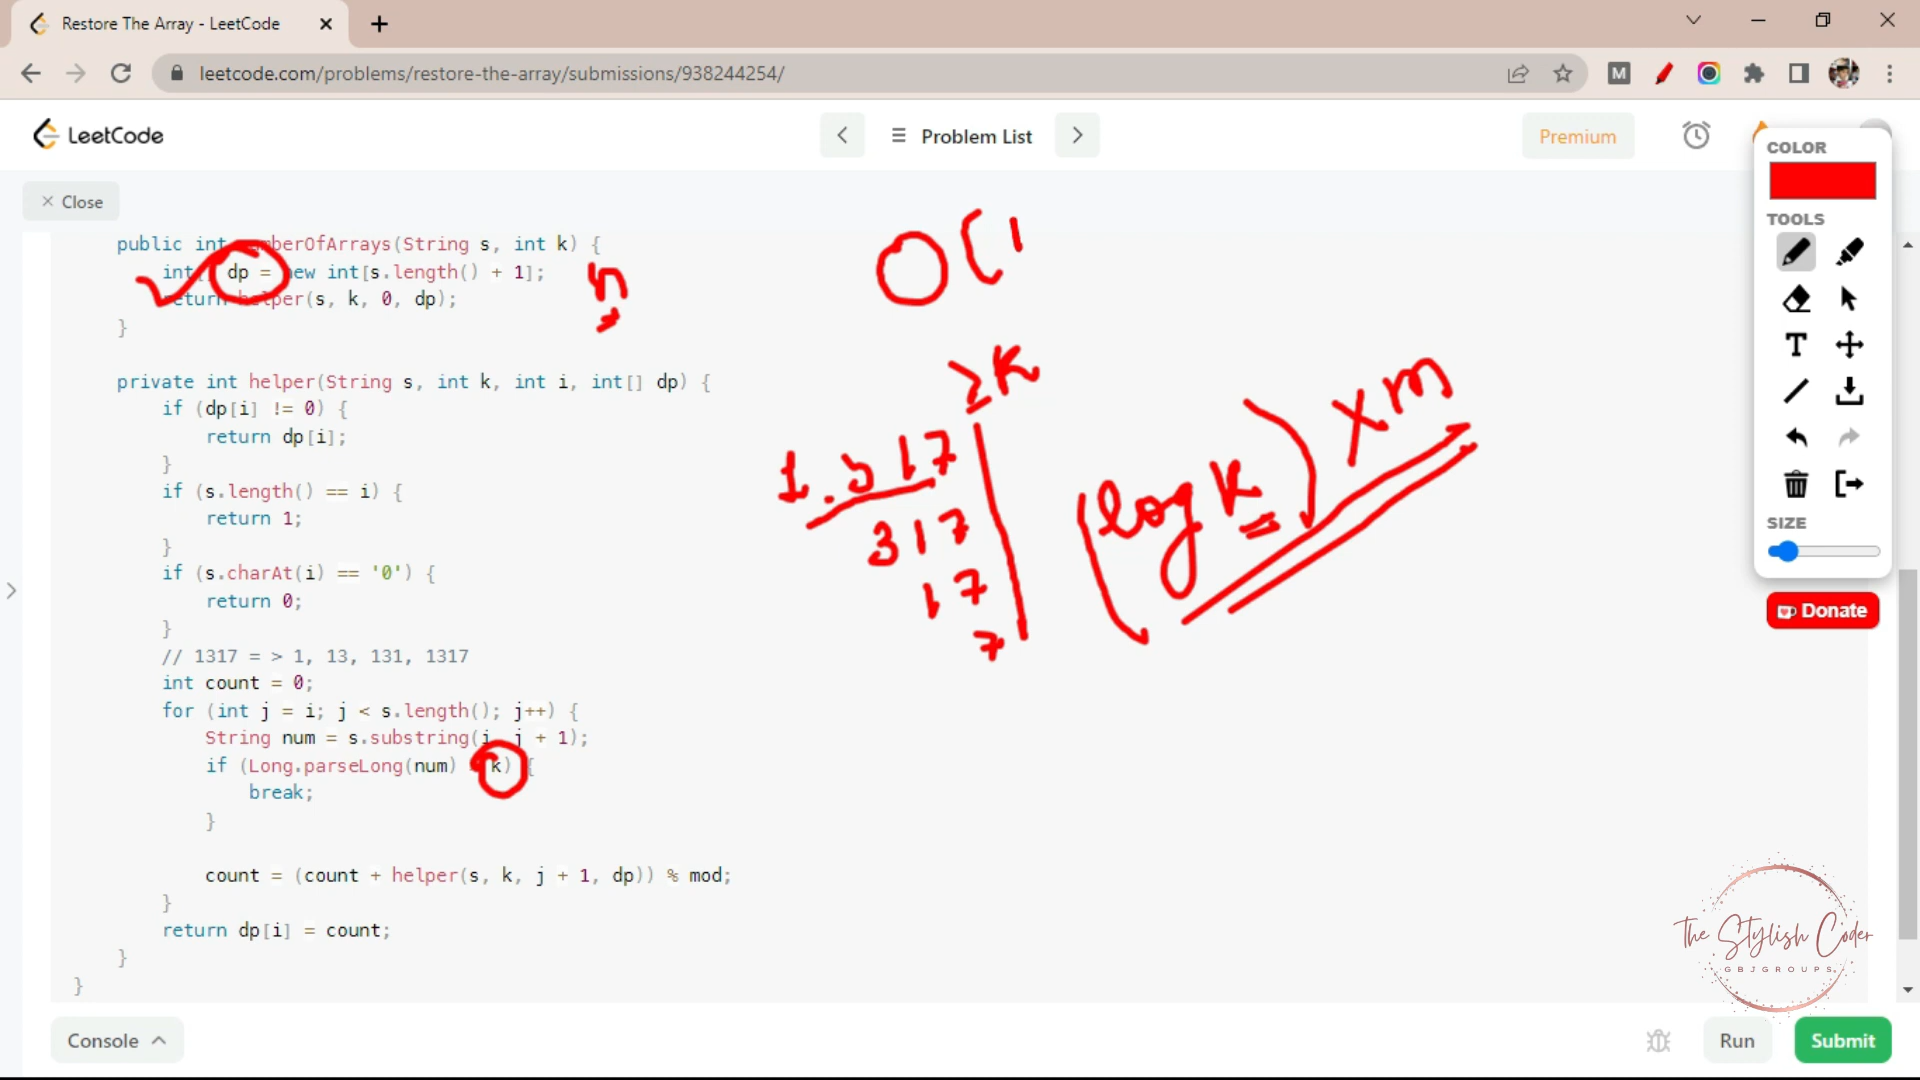 Restore The Array - LeetCode
leetcode.com/problems/restore-the-array/submissions/938244254/
M
LeetCode
Problem List
Premium
COLOR
TOOLS
T
SIZE
Donate
Close
public int numberOfArrays(String s, int k) {
int[] dp = new int[s.length() + 1];
return helper(s, k, 0, dp);
}
n
O(
private int helper(String s, int k, int i, int[] dp) {
if (dp[i] != 0) {
return dp[i];
}
if (s.length() == i) {
return 1;
}
if (s.charAt(i) == '0') {
return 0;
}
// 1317 = > 1, 13, 131, 1317
int count = 0;
for (int j = i; j < s.length(); j++) {
String num = s.substring(i, j + 1);
if (Long.parseLong(num) > k) {
break;
}
count = (count + helper(s, k, j + 1, dp)) % mod;
}
return dp[i] = count;
}
}
≥K
1.317
317
17
7
(log K) x m
The Stylish Coder
GBJGROUPS
Console
Run
Submit